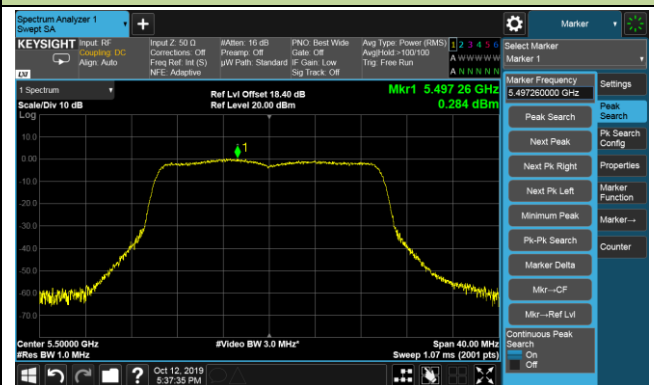 Spectrum Analyzer 1
Swept SA
Marker
KEYSIGHT
Input: RF
Coupling: DC
Align: Auto
Input Z: 50 Ω
Corrections: Off
Freq Ref: Int (S)
NFE: Adaptive
#Atten: 16 dB
Preamp: Off
µW Path: Standard
PNO: Best Wide
Gate: Off
IF Gain: Low
Sig Track: Off
Avg Type: Power (RMS)
Avg|Hold:>100/100
Trig: Free Run
1 2 3 4 5 6
A W W W W W
A N N N N N
LXI
Select Marker
Marker 1
1 Spectrum
Scale/Div 10 dB
Log
Ref Lvl Offset 18.40 dB
Ref Level 20.00 dBm
Mkr1 5.497 26 GHz
0.284 dBm
10.0
0.00
-10.0
-20.0
-30.0
-40.0
-50.0
-60.0
-70.0
1
Center 5.50000 GHz
#Res BW 1.0 MHz
#Video BW 3.0 MHz*
Span 40.00 MHz
Sweep 1.07 ms (2001 pts)
Marker Frequency
5.497260000 GHz
Peak Search
Next Peak
Next Pk Right
Next Pk Left
Minimum Peak
Pk-Pk Search
Marker Delta
Mkr→CF
Mkr→Ref Lvl
Continuous Peak
Search
On
Off
Settings
Peak
Search
Pk Search
Config
Properties
Marker
Function
Marker→
Counter
Oct 12, 2019
5:37:35 PM